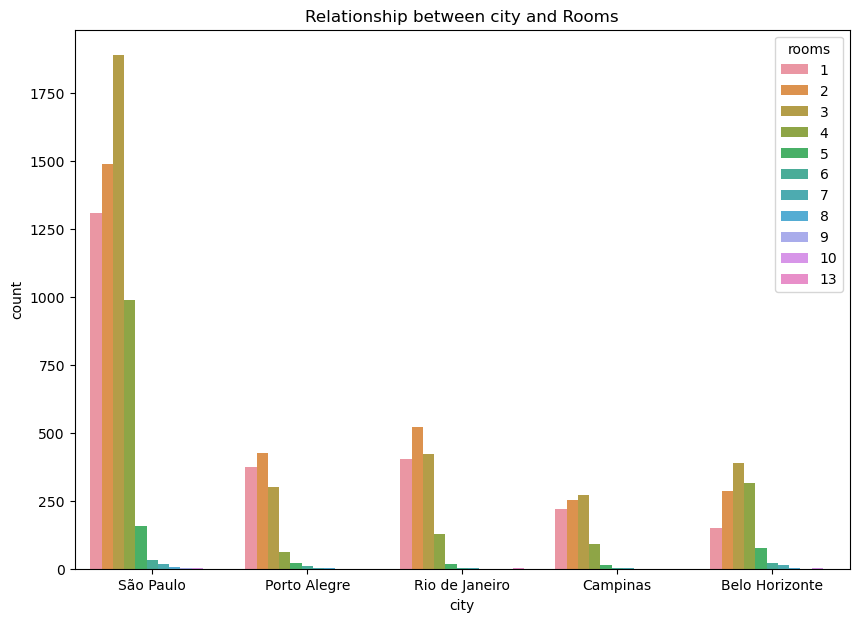 Relationship between city and Rooms
rooms
1
2
3
4
5
6
7
8
9
10
13
1750
1500
1250
1000
750
500
250
0
count
São Paulo
Porto Alegre
Rio de Janeiro
Campinas
Belo Horizonte
city